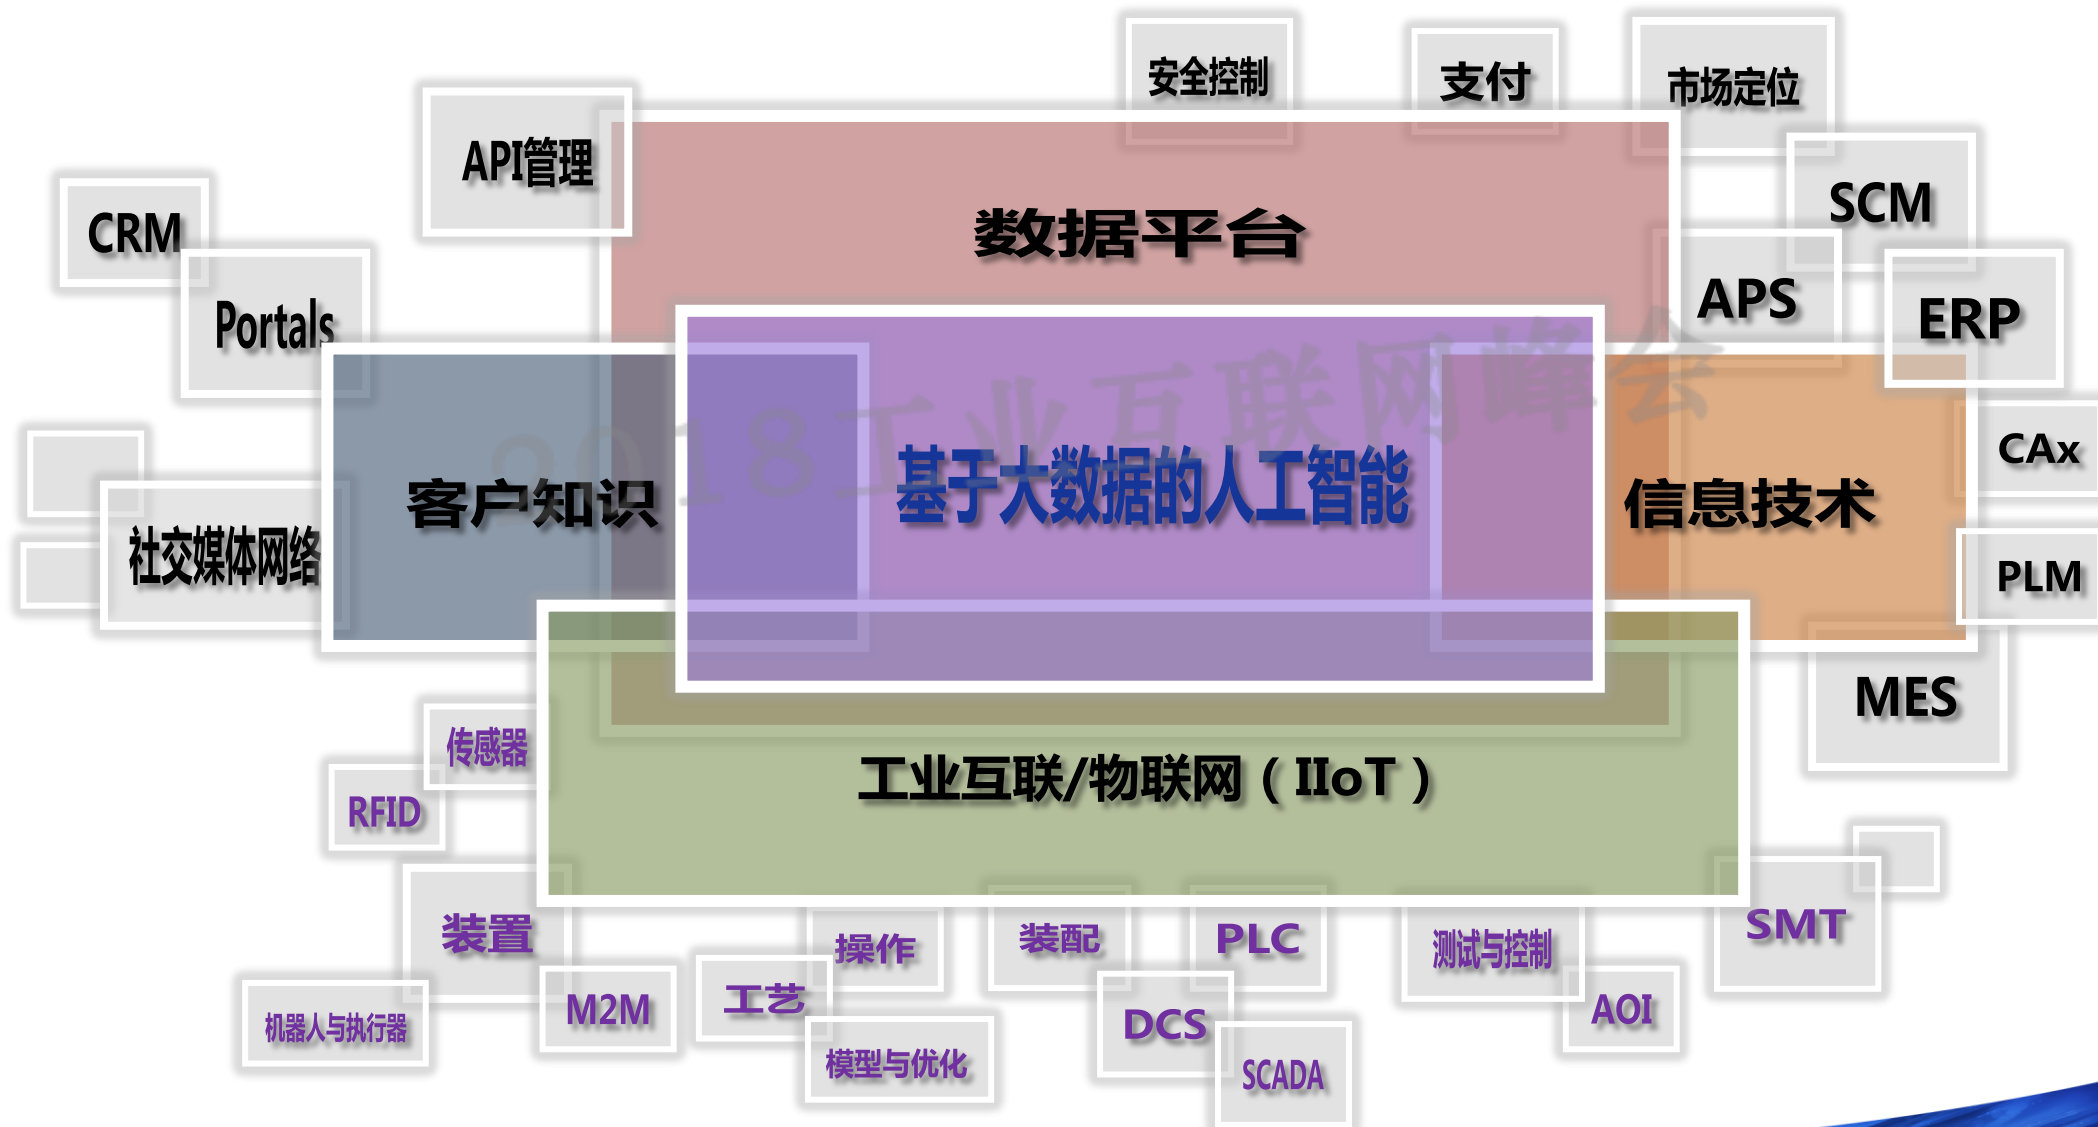 安全控制
支付
市场定位
API管理
SCM
CRM
数据平台
APS
ERP
Portals
2018工业互联网峰会
CAx
基于大数据的人工智能
客户知识
信息技术
社交媒体网络
PLM
MES
传感器
工业互联/物联网（IIoT）
RFID
装置
操作
装配
PLC
测试与控制
SMT
机器人与执行器
M2M
工艺
DCS
AOI
模型与优化
SCADA